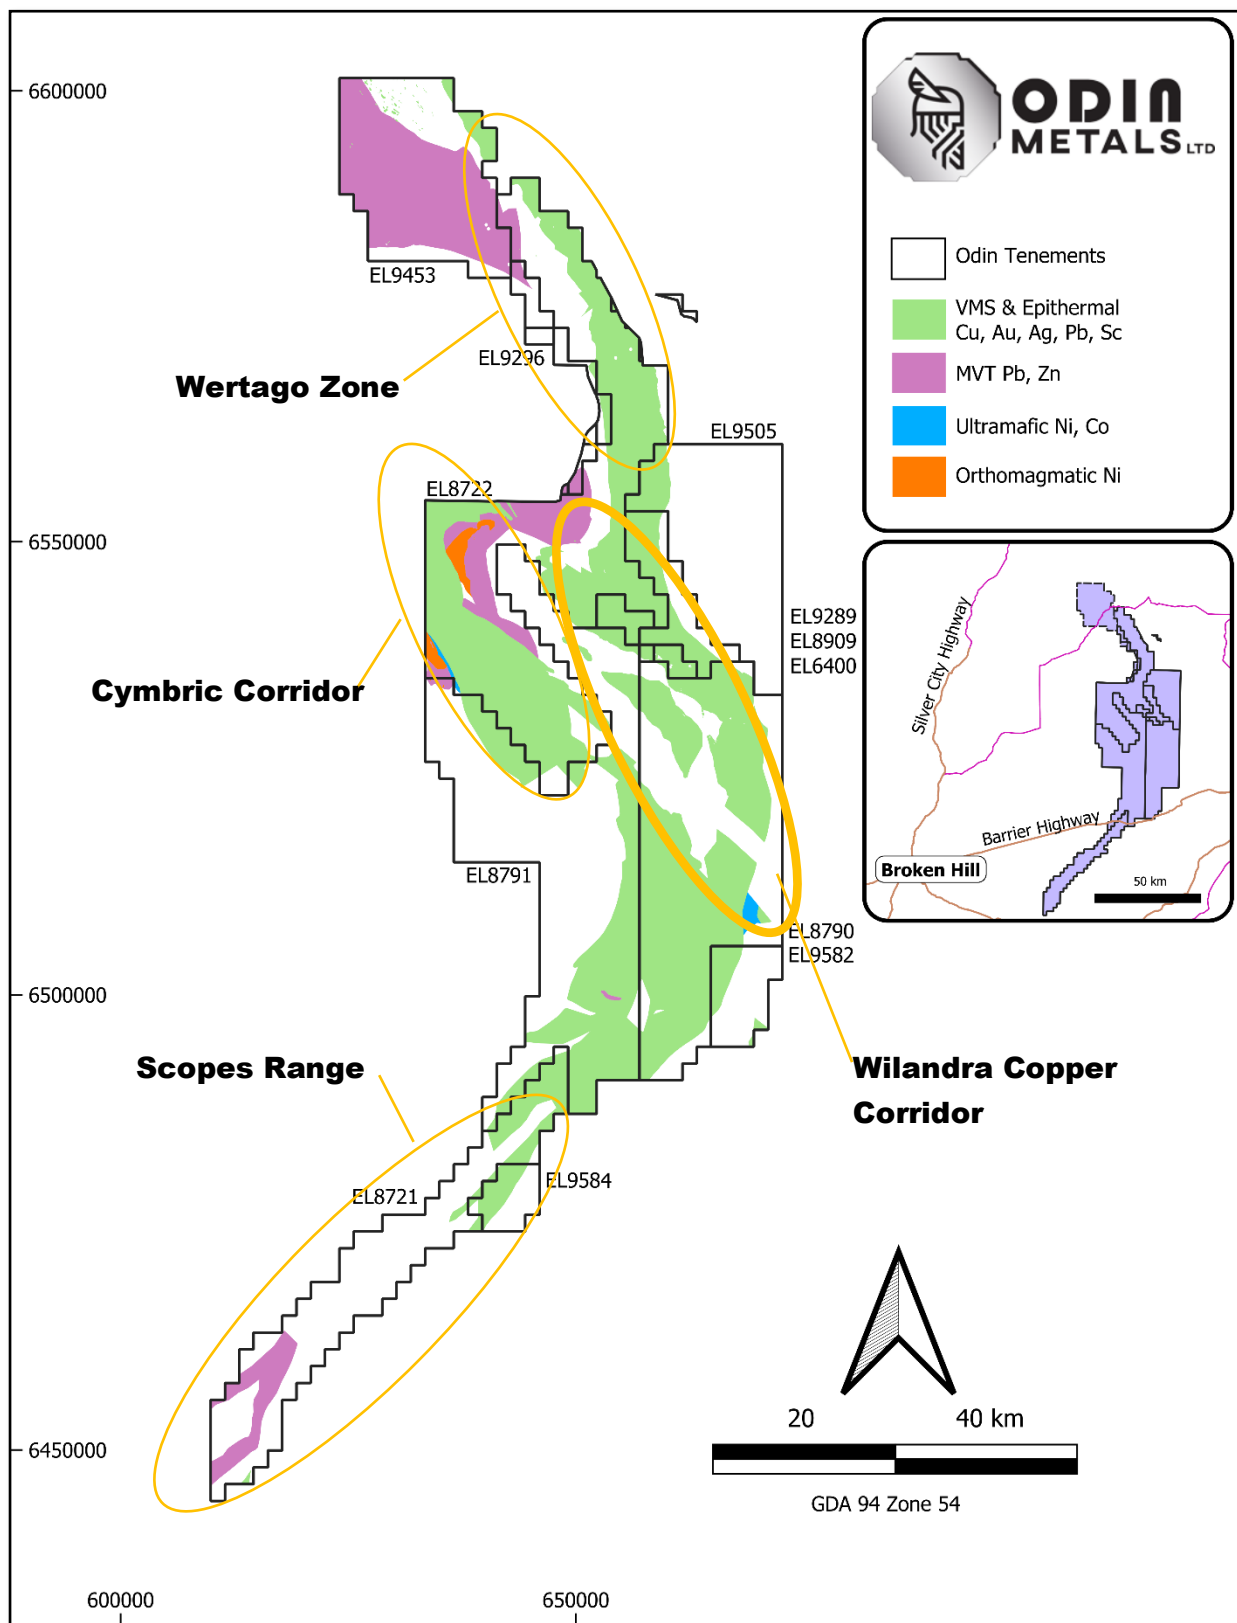 6600000
6550000
6500000
6450000
600000
650000
EL9453
EL9296
Wertago Zone
EL9505
EL8722
EL9289
EL8909
EL6400
Cymbric Corridor
EL8791
EL8790
EL9582
Scopes Range
Wilandra Copper
Corridor
EL8721
EL9584
ODIN
METALS LTD
Odin Tenements
VMS & Epithermal
Cu, Au, Ag, Pb, Sc
MVT Pb, Zn
Ultramafic Ni, Co
Orthomagmatic Ni
Silver City Highway
Barrier Highway
Broken Hill
50 km
20
40 km
GDA 94 Zone 54